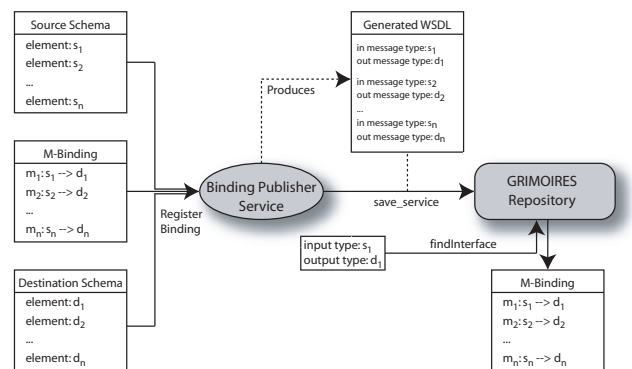 Source Schema
element: s1
element: s2
...
element: sn
M-Binding
m1: s1 --> d1
m2: s2 --> d2
...
mn: sn --> dn
Destination Schema
element: d1
element: d2
...
element: dn
Register
Binding
Binding Publisher
Service
Produces
Generated WSDL
in message type: s1
out message type: d1
in message type: s2
out message type: d2
...
in message type: sn
out message type: dn
save_service
GRIMOIRES
Repository
input type: s1
output type: d1
findInterface
M-Binding
m1: s1 --> d1
m2: s2 --> d2
...
mn: sn --> dn